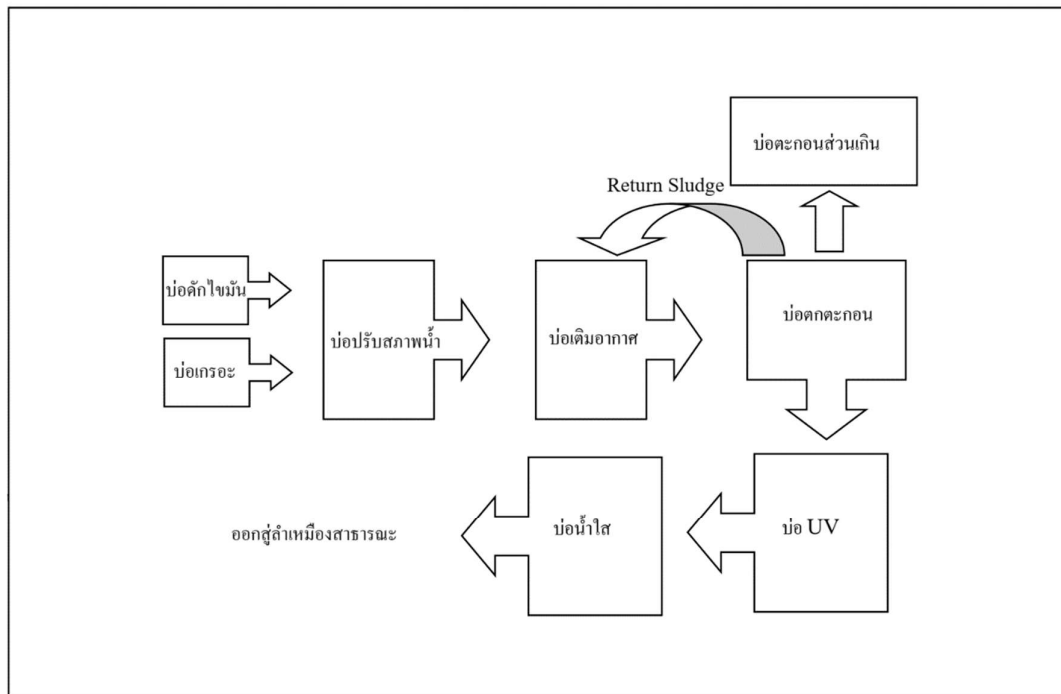 บ่อตะกอนส่วนเกิน
Return Sludge
บ่อดักไขมัน
บ่อเกรอะ
บ่อปรับสภาพน้ำ
บ่อเติมอากาศ
บ่อตกตะกอน
บ่อ UV
บ่อน้ำใส
ออกสู่ลำเหมืองสาธารณะ